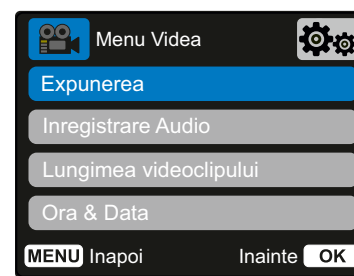 Menu Videa
Expunerea
Inregistrare Audio
Lungimea videoclipului
Ora & Data
MENU Inapoi Inainte OK